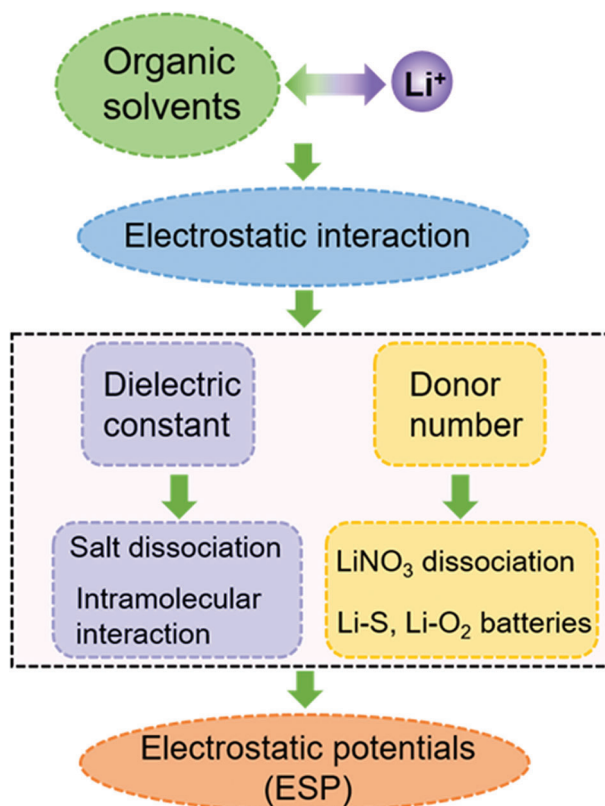 Organic
solvents
Li⁺
Electrostatic interaction
Dielectric
constant
Donor
number
Salt dissociation
Intramolecular
interaction
LiNO₃ dissociation
Li-S, Li-O₂ batteries
Electrostatic potentials
(ESP)